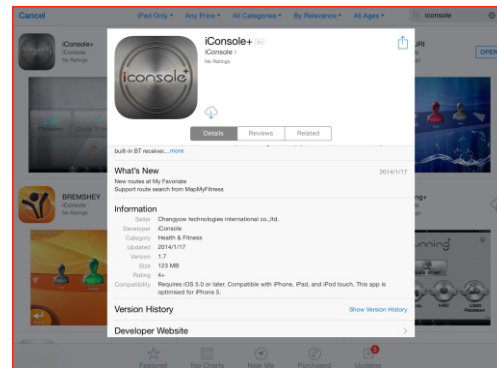 Cancel
iPad Only
Any Price
All Categories
By Relevance
All Ages
iconsole
iConsole+
iConsole
No Ratings
OPEN
iConsole+
iConsole >
No Ratings
iconsole+
Details
Reviews
Related
built-in BT receiver... more
What's New
2014/1/17
New routes at My Favorite
Support route search from MapMyFitness
Information
Seller Changyow technologies international co.,ltd.
Developer iConsole
Category Health & Fitness
Updated 2014/1/17
Version 1.7
Size 123 MB
Rating 4+
Compatibility Requires iOS 5.0 or later. Compatible with iPhone, iPad, and iPod touch. This app is
optimised for iPhone 5.
Version History
Show Version History
Developer Website
BREMSHEY
iConsole
No Ratings
Featured
Top Charts
Near Me
Purchased
Updates